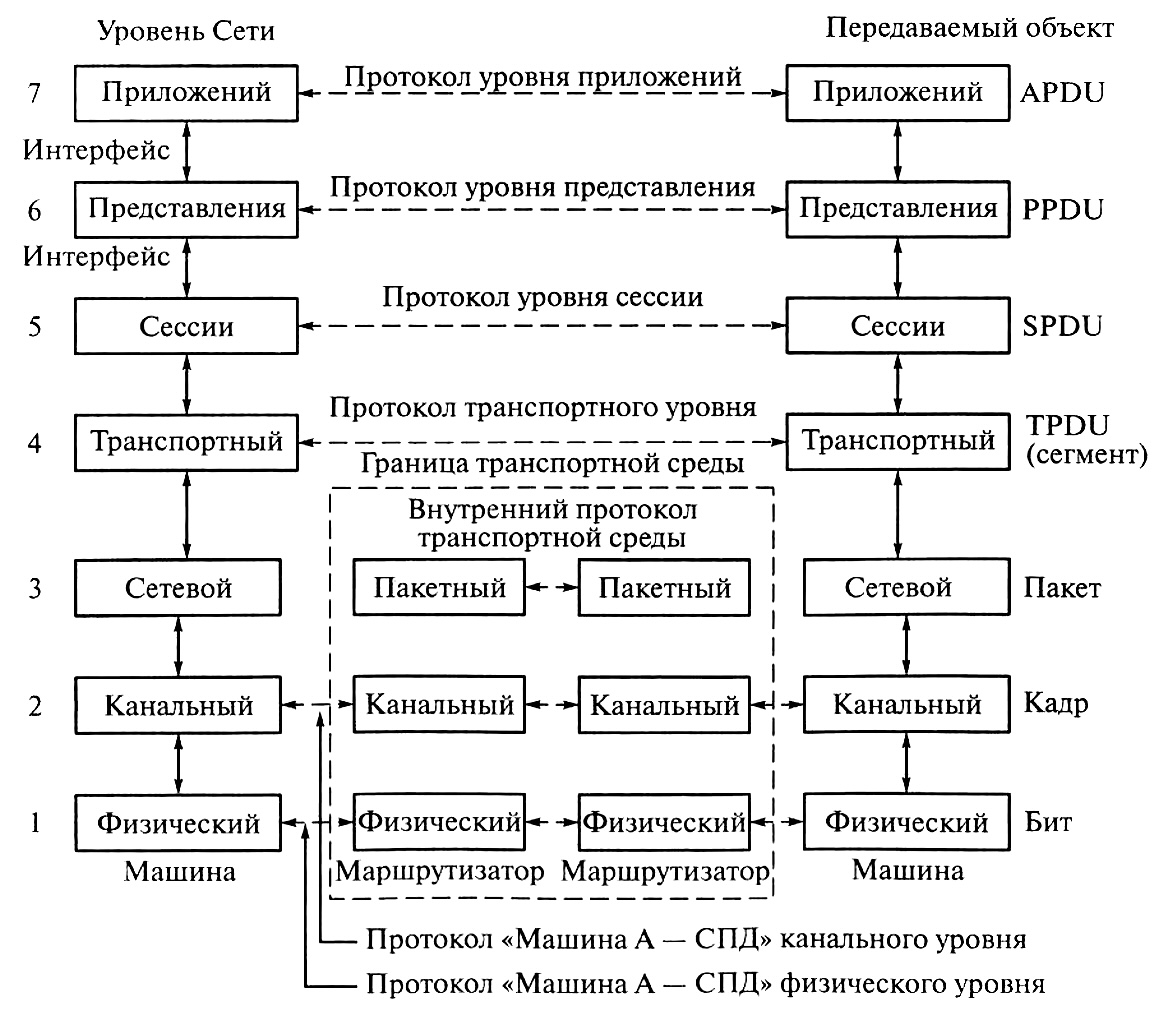 Уровень Сети
Передаваемый объект
7
Приложений
Протокол уровня приложений
Приложений
APDU
Интерфейс
6
Представления
Протокол уровня представления
Представления
PPDU
Интерфейс
5
Сессии
Протокол уровня сессии
Сессии
SPDU
4
Транспортный
Протокол транспортного уровня
Транспортный
TPDU
(сегмент)
Граница транспортной среды
Внутренний протокол
транспортной среды
3
Сетевой
Пакетный
Пакетный
Сетевой
Пакет
2
Канальный
Канальный
Канальный
Канальный
Кадр
1
Физический
Физический
Физический
Физический
Бит
Машина
Маршрутизатор
Маршрутизатор
Машина
Протокол «Машина А — СПД» канального уровня
Протокол «Машина А — СПД» физического уровня